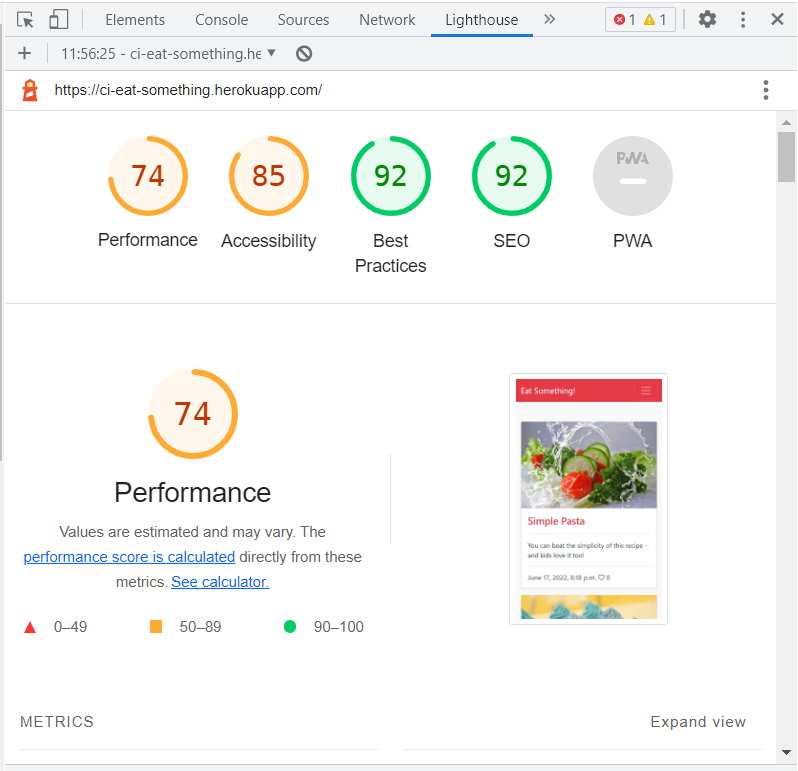 Elements Console Sources Network Lighthouse » 1 1
+ 11:56:25 - ci-eat-something.he
https://ci-eat-something.herokuapp.com/
74 85 92 92 PWA
Performance Accessibility Best Practices SEO PWA
74
Performance
Values are estimated and may vary. The
performance score is calculated directly from these
metrics. See calculator.
0–49 50–89 90–100
Eat Something!
Simple Pasta
You can beat the simplicity of this recipe -
and kids love it too!
June 17, 2022, 8:18 p.m. 0
METRICS
Expand view